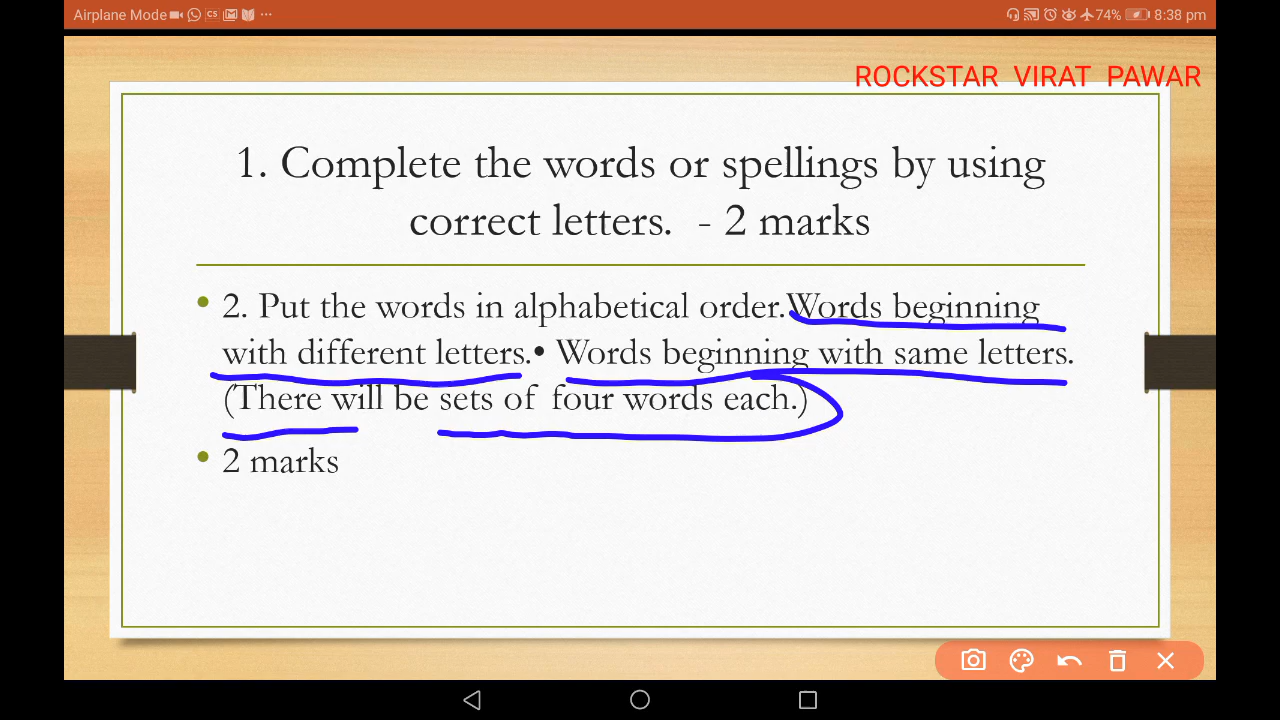 Airplane Mode CS ... 74% 8:38 pm
ROCKSTAR VIRAT PAWAR
1. Complete the words or spellings by using
correct letters. - 2 marks
• 2. Put the words in alphabetical order.Words beginning
with different letters.• Words beginning with same letters.
(There will be sets of four words each.)
• 2 marks